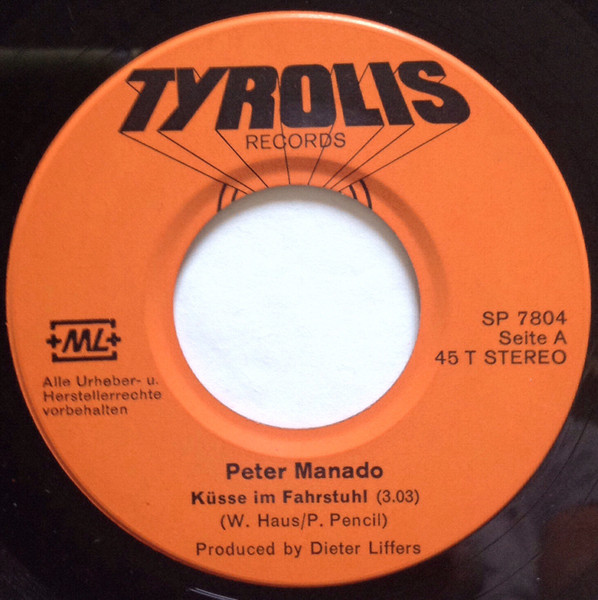 TYROLIS
RECORDS
+ML+
Alle Urheber- u.
Herstellerrechte
vorbehalten
SP 7804
Seite A
45 T STEREO
Peter Manado
Küsse im Fahrstuhl (3.03)
(W. Haus/P. Pencil)
Produced by Dieter Liffers